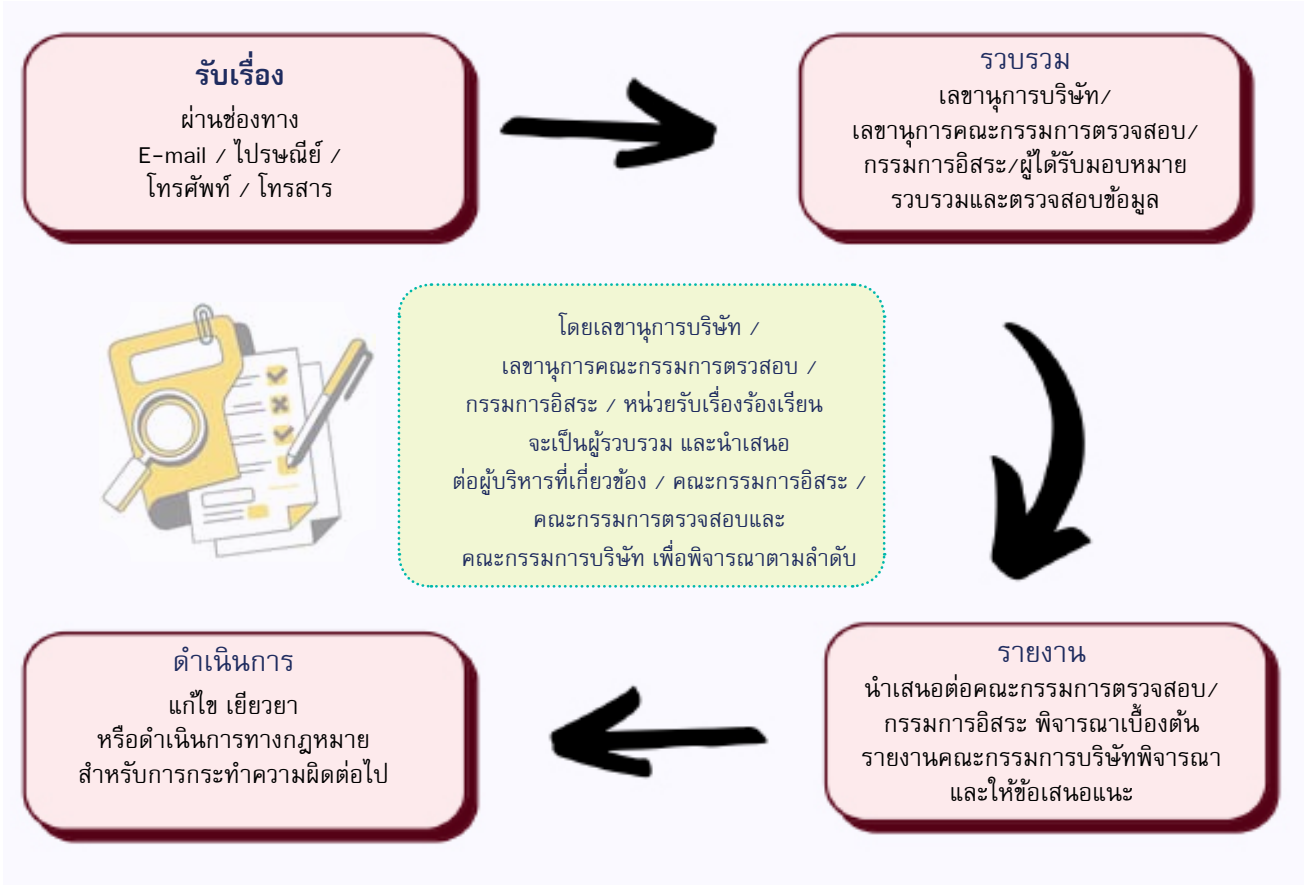 รับเรื่อง
ผ่านช่องทาง
E-mail / ไปรษณีย์ /
โทรศัพท์ / โทรสาร
รวบรวม
เลขานุการบริษัท/
เลขานุการคณะกรรมการตรวจสอบ/
กรรมการอิสระ/ผู้ได้รับมอบหมาย
รวบรวมและตรวจสอบข้อมูล
โดยเลขานุการบริษัท /
เลขานุการคณะกรรมการตรวสอบ /
กรรมการอิสระ / หน่วยรับเรื่องร้องเรียน
จะเป็นผู้รวบรวม และนำเสนอ
ต่อผู้บริหารที่เกี่ยวข้อง / คณะกรรมการอิสระ /
คณะกรรมการตรวจสอบและ
คณะกรรมการบริษัท เพื่อพิจารณาตามลำดับ
รายงาน
นำเสนอต่อคณะกรรมการตรวจสอบ/
กรรมการอิสระ พิจารณาเบื้องต้น
รายงานคณะกรรมการบริษัทพิจารณา
และให้ข้อเสนอแนะ
ดำเนินการ
แก้ไข เยียวยา
หรือดำเนินการทางกฎหมาย
สำหรับการกระทำความผิดต่อไป